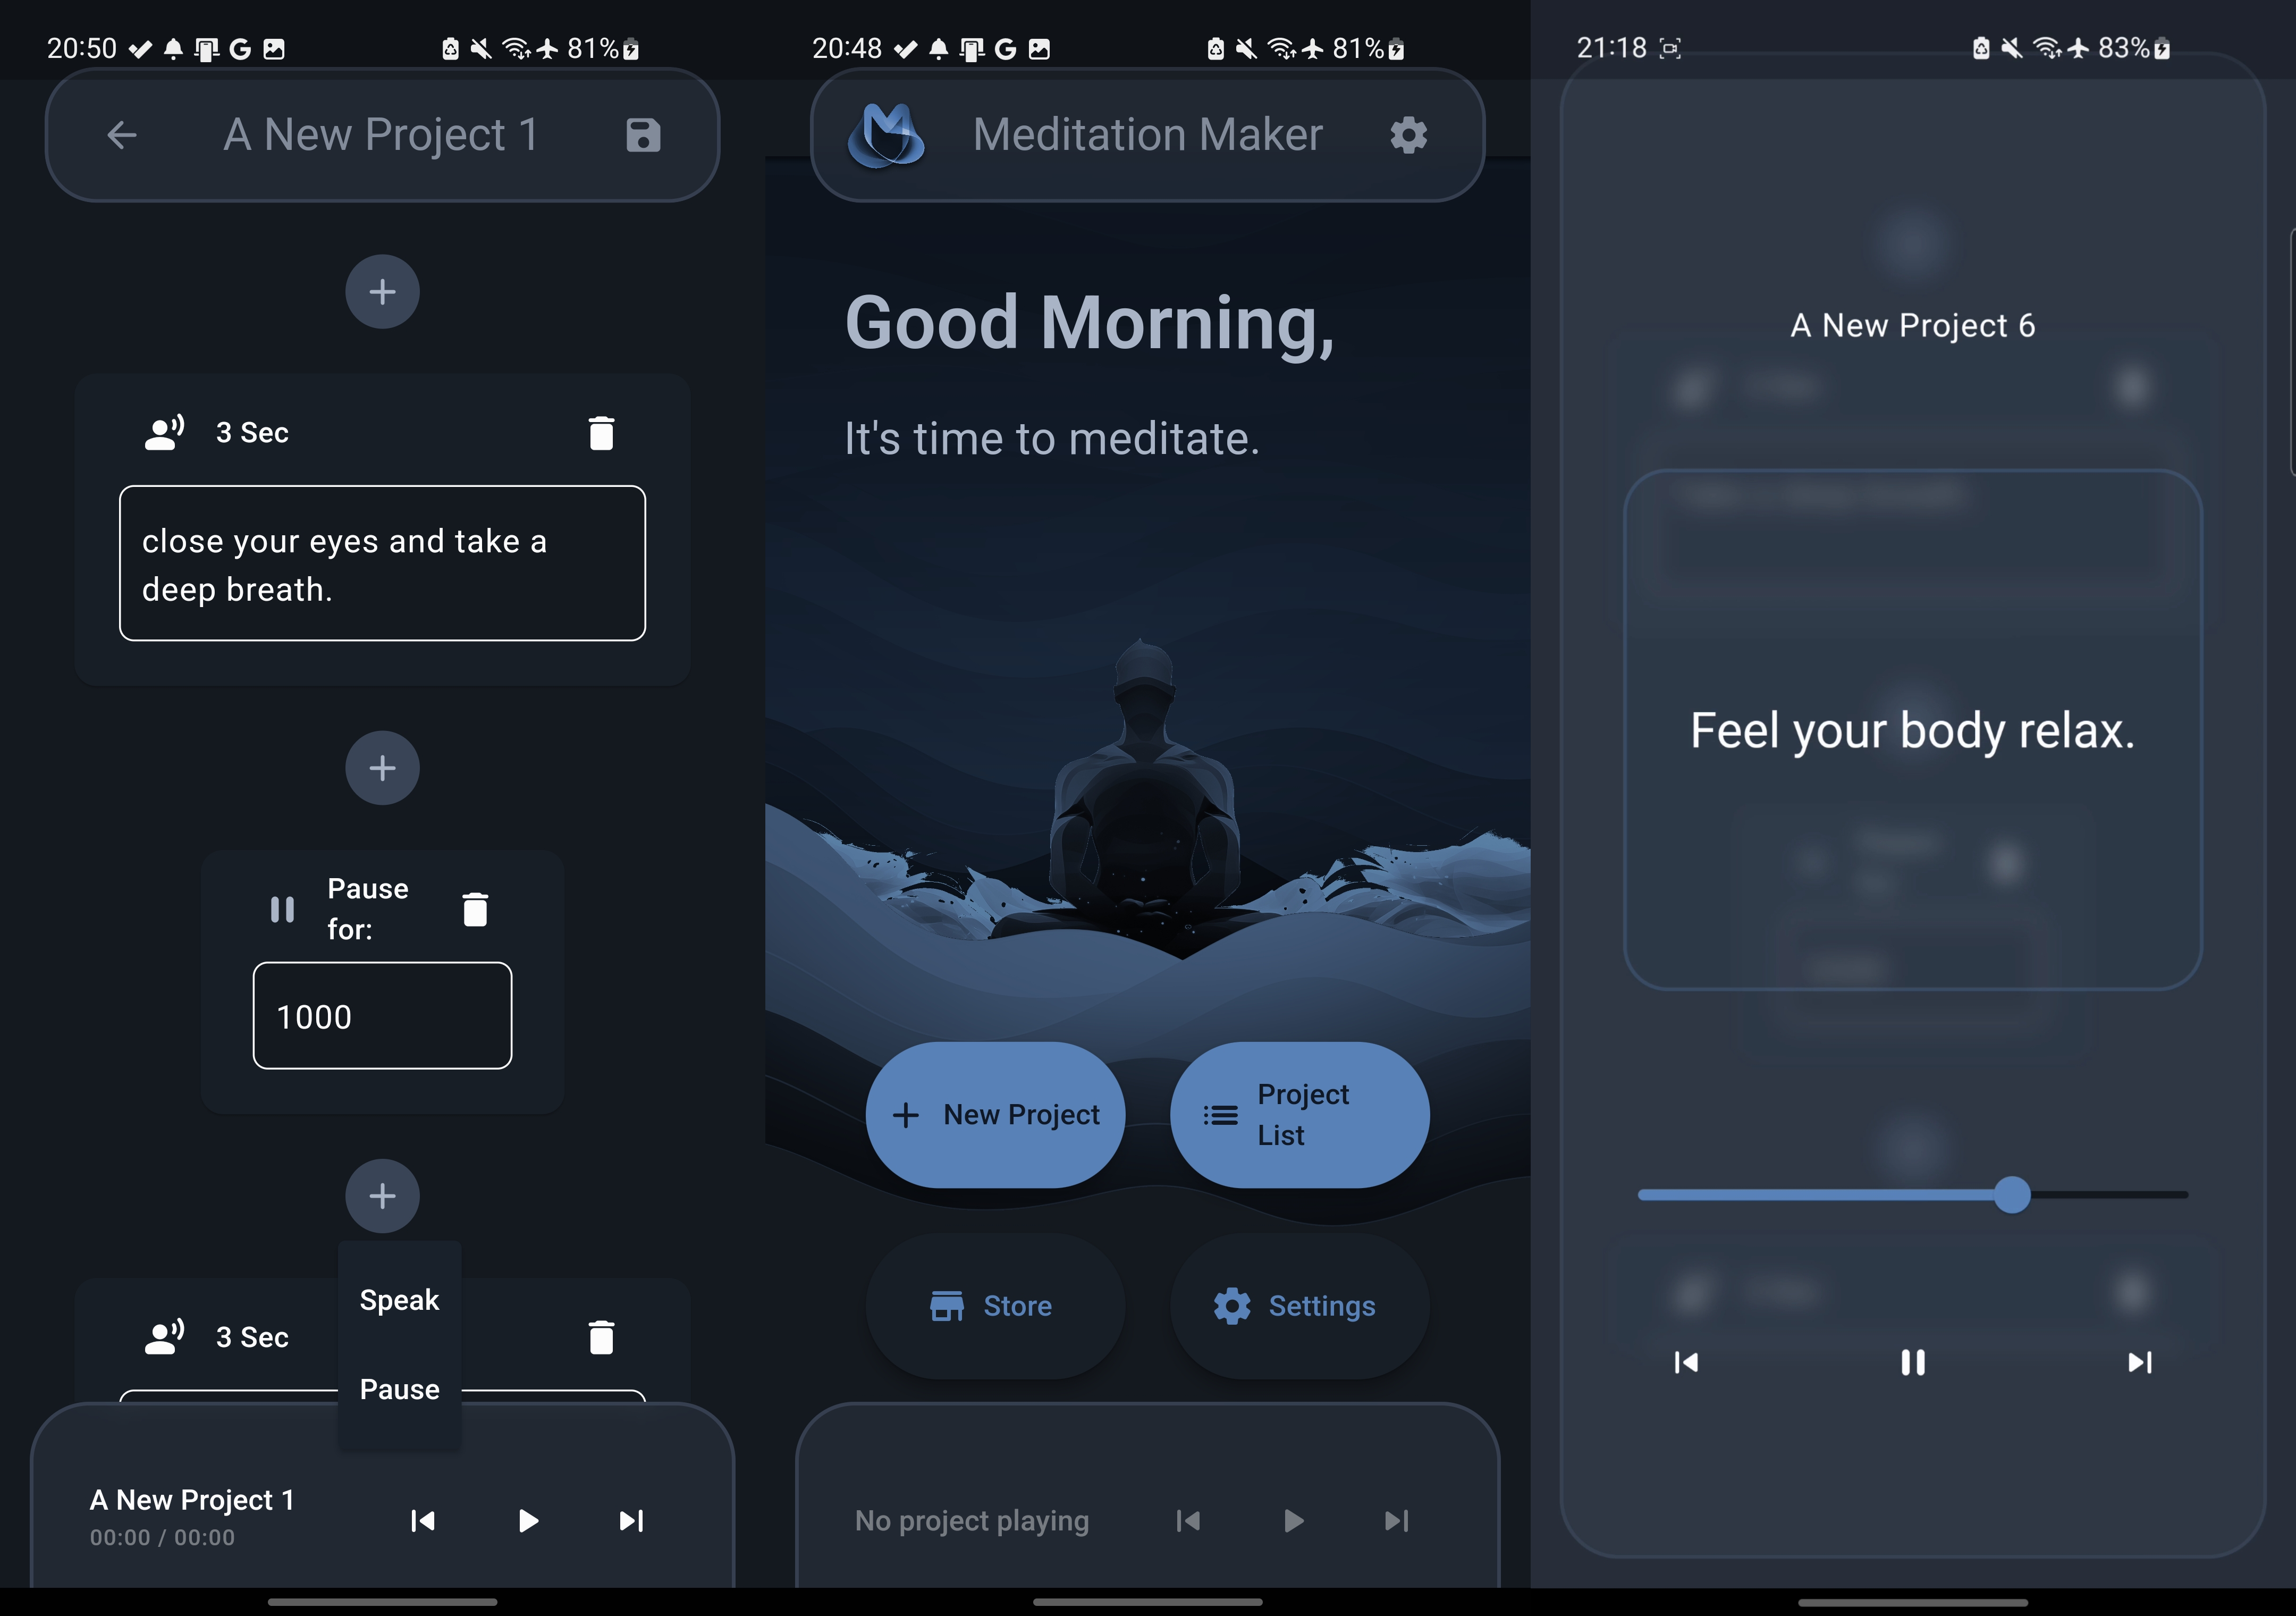 20:50
81%
A New Project 1
3 Sec
close your eyes and take a
deep breath.
Pause
for:
1000
3 Sec
Speak
Pause
A New Project 1
00:00 / 00:00
20:48
81%
Meditation Maker
Good Morning,
It's time to meditate.
New Project
Project
List
Store
Settings
No project playing
21:18
83%
A New Project 6
Feel your body relax.